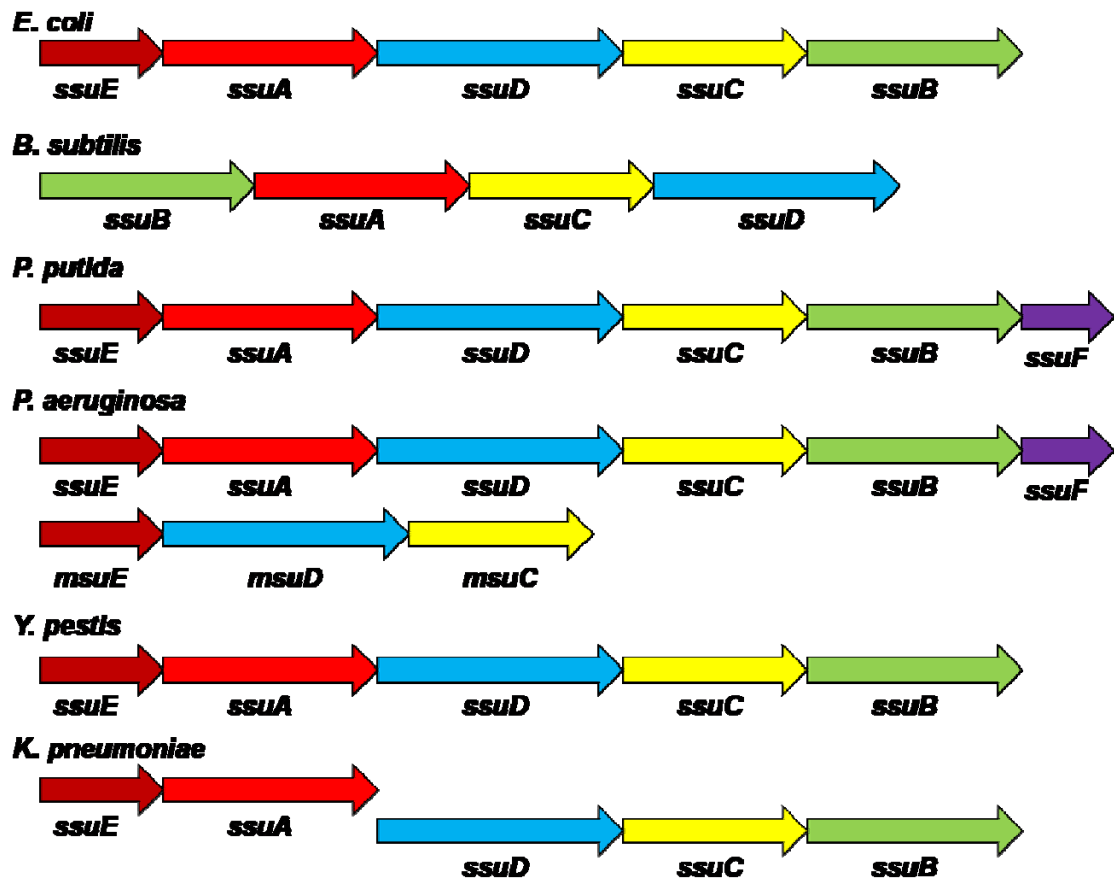 E. coli
ssuE ssuA ssuD ssuC ssuB
B. subtilis
ssuB ssuA ssuC ssuD
P. putida
ssuE ssuA ssuD ssuC ssuB ssuF
P. aeruginosa
ssuE ssuA ssuD ssuC ssuB ssuF
msuE msuD msuC
Y. pestis
ssuE ssuA ssuD ssuC ssuB
K. pneumoniae
ssuE ssuA
ssuD ssuC ssuB